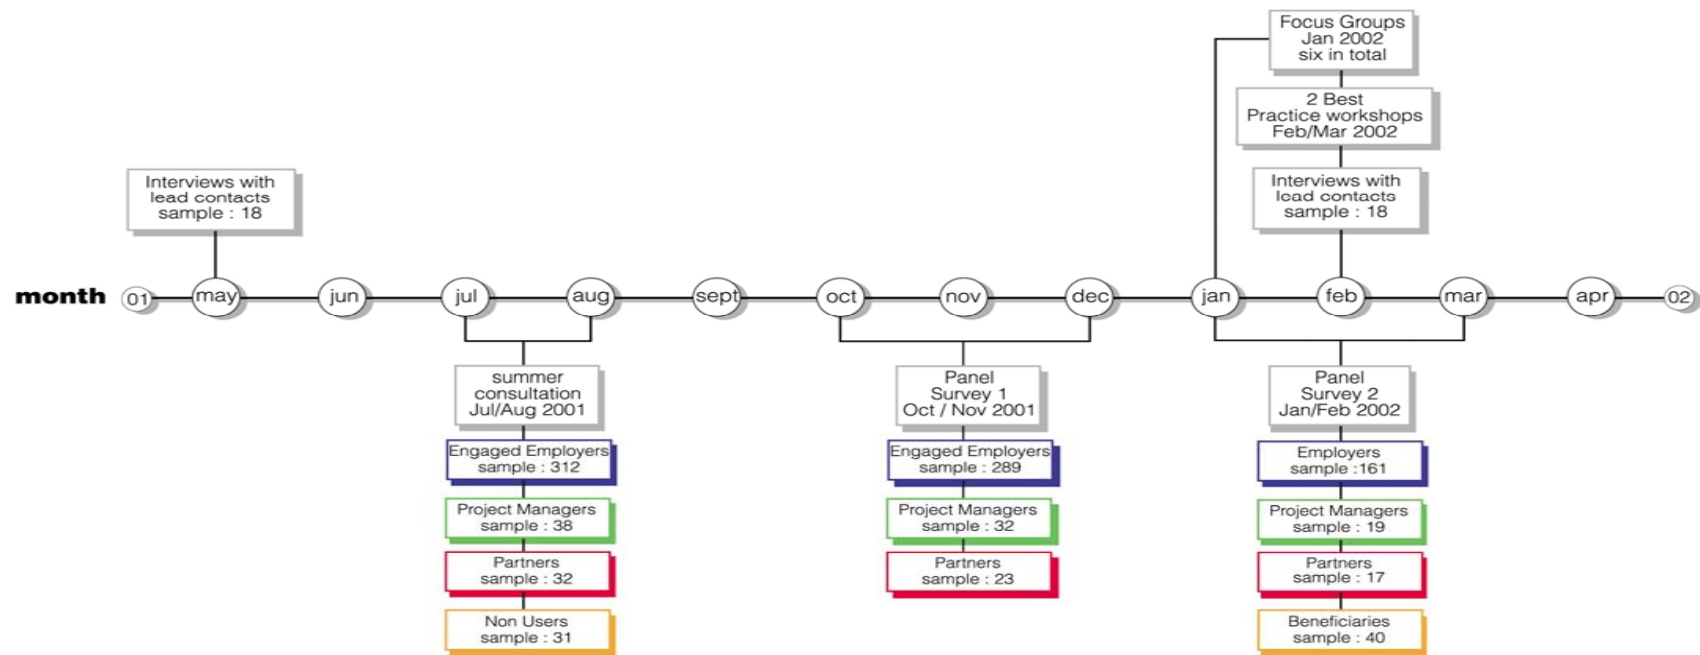 Focus Groups
Jan 2002
six in total
2 Best
Practice workshops
Feb/Mar 2002
Interviews with
lead contacts
sample : 18
Interviews with
lead contacts
sample : 18
month 01 may jun jul aug sept oct nov dec jan feb mar apr 02
summer
consultation
Jul/Aug 2001
Engaged Employers
sample : 312
Project Managers
sample : 38
Partners
sample : 32
Non Users
sample : 31
Panel
Survey 1
Oct / Nov 2001
Engaged Employers
sample : 289
Project Managers
sample : 32
Partners
sample : 23
Panel
Survey 2
Jan/Feb 2002
Employers
sample :161
Project Managers
sample : 19
Partners
sample : 17
Beneficiaries
sample : 40